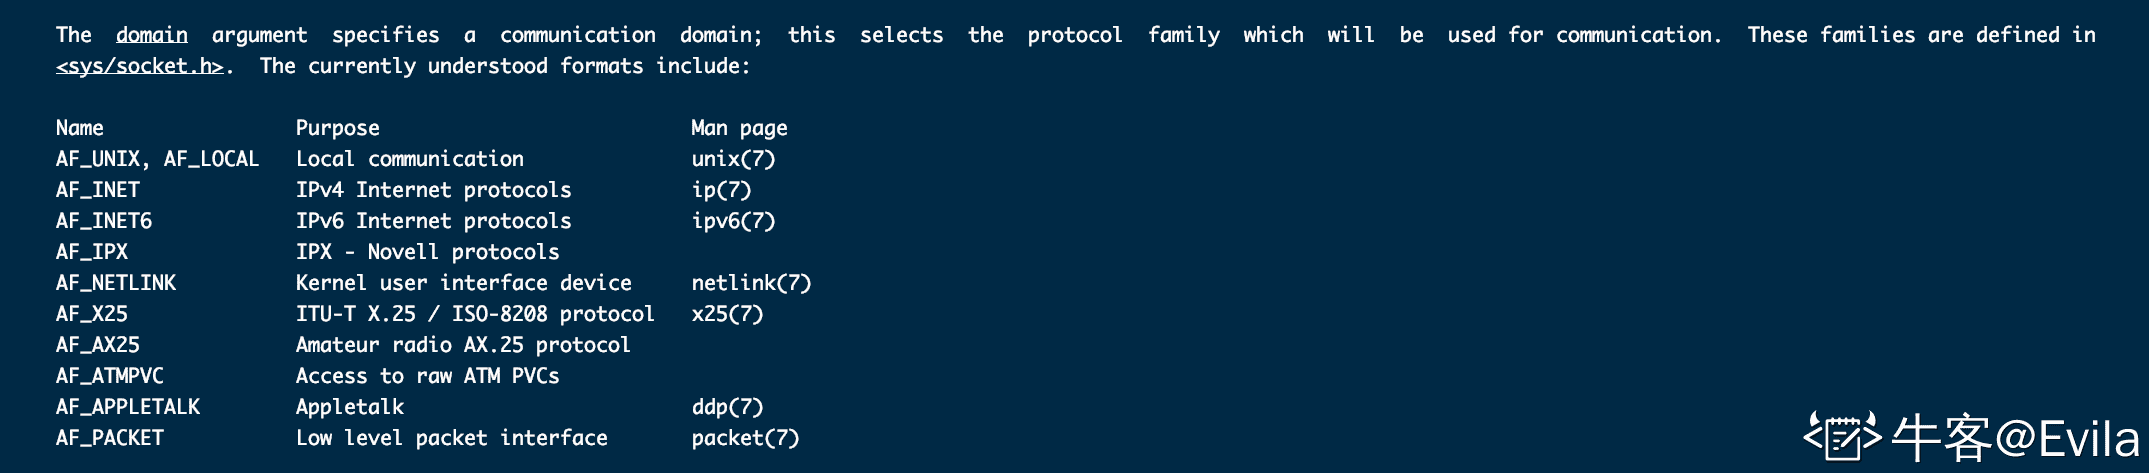 The domain argument specifies a communication domain; this selects the protocol family which will be used for communication. These families are defined in
<sys/socket.h>. The currently understood formats include:
Name Purpose Man page
AF_UNIX, AF_LOCAL Local communication unix(7)
AF_INET IPv4 Internet protocols ip(7)
AF_INET6 IPv6 Internet protocols ipv6(7)
AF_IPX IPX - Novell protocols
AF_NETLINK Kernel user interface device netlink(7)
AF_X25 ITU-T X.25 / ISO-8208 protocol x25(7)
AF_AX25 Amateur radio AX.25 protocol
AF_ATMPVC Access to raw ATM PVCs
AF_APPLETALK Appletalk ddp(7)
AF_PACKET Low level packet interface packet(7)
牛客@Evila